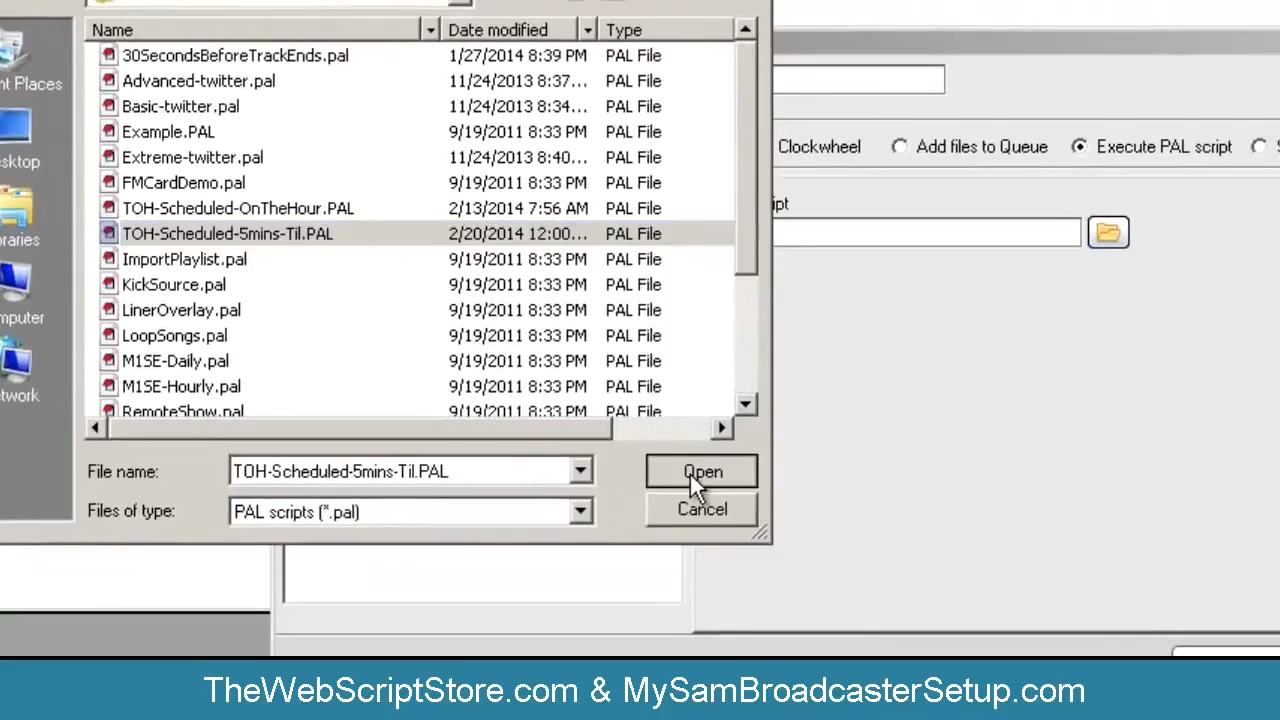 Name Date modified Type
30SecondsBeforeTrackEnds.pal 1/27/2014 8:39 PM PAL File
nt Places
Advanced-twitter.pal 11/24/2013 8:37... PAL File
Basic-twitter.pal 11/24/2013 8:34... PAL File
Example.PAL 9/19/2011 8:33 PM PAL File
Clockwheel Add files to Queue Execute PAL script
esktop
Extreme-twitter.pal 11/24/2013 8:40... PAL File
FMCardDemo.pal 9/19/2011 8:33 PM PAL File
ipt
TOH-Scheduled-OnTheHour.PAL 2/13/2014 7:56 AM PAL File
TOH-Scheduled-5mins-Til.PAL 2/20/2014 12:00... PAL File
raries
ImportPlaylist.pal 9/19/2011 8:33 PM PAL File
KickSource.pal 9/19/2011 8:33 PM PAL File
LinerOverlay.pal 9/19/2011 8:33 PM PAL File
mputer
LoopSongs.pal 9/19/2011 8:33 PM PAL File
M1SE-Daily.pal 9/19/2011 8:33 PM PAL File
M1SE-Hourly.pal 9/19/2011 8:33 PM PAL File
etwork
RemoteShow.pal 9/19/2011 8:33 PM PAL File
File name: TOH-Scheduled-5mins-Til.PAL Open
Files of type: PAL scripts (*.pal) Cancel
TheWebScriptStore.com & MySamBroadcasterSetup.com